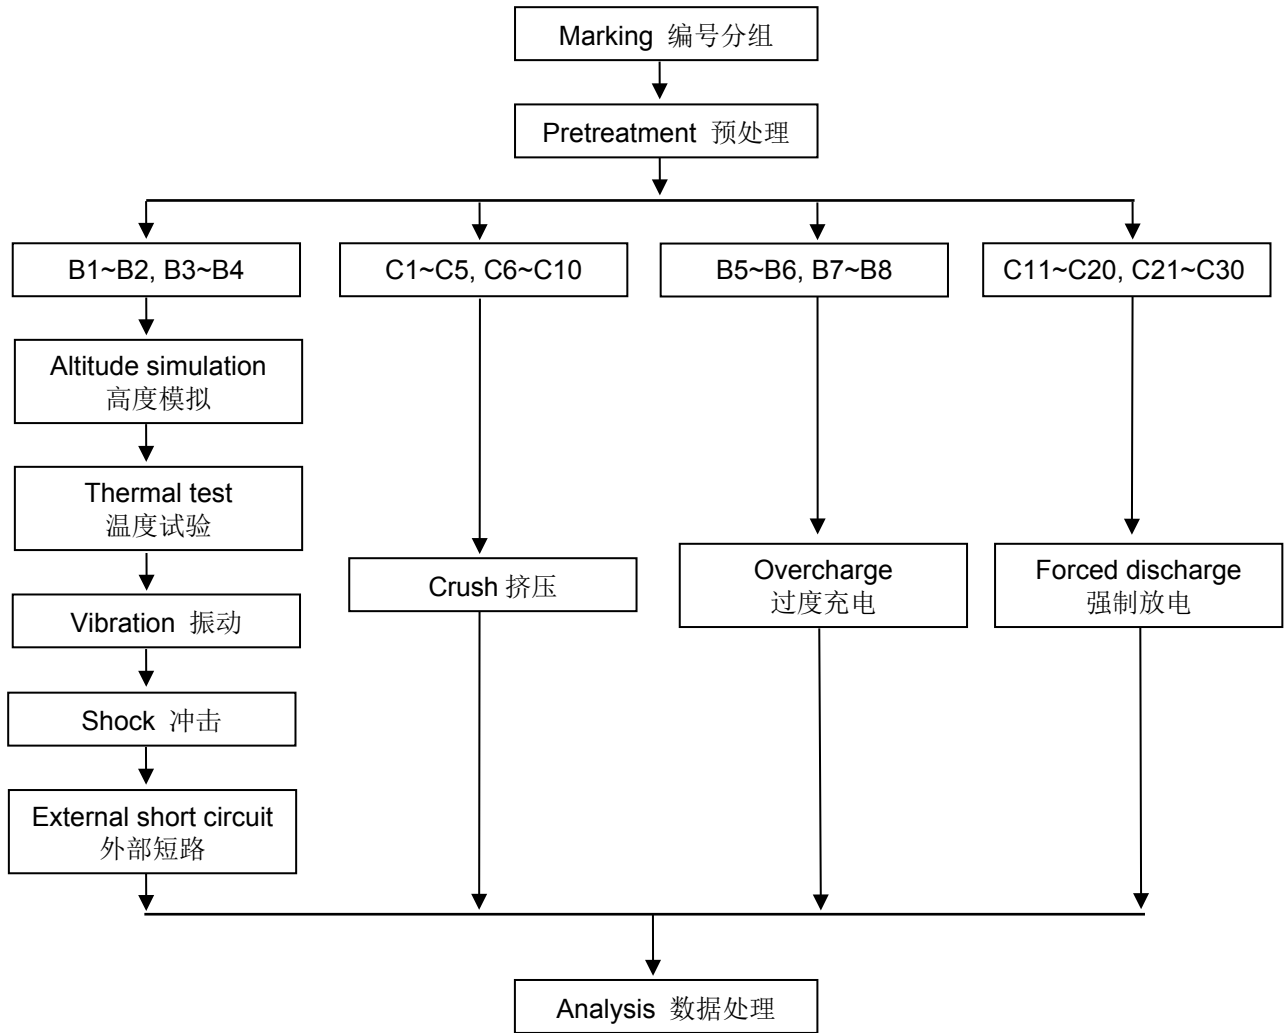 Marking 编号分组
Pretreatment 预处理
B1~B2, B3~B4
C1~C5, C6~C10
B5~B6, B7~B8
C11~C20, C21~C30
Altitude simulation
高度模拟
Thermal test
温度试验
Vibration 振动
Shock 冲击
External short circuit
外部短路
Crush 挤压
Overcharge
过度充电
Forced discharge
强制放电
Analysis 数据处理